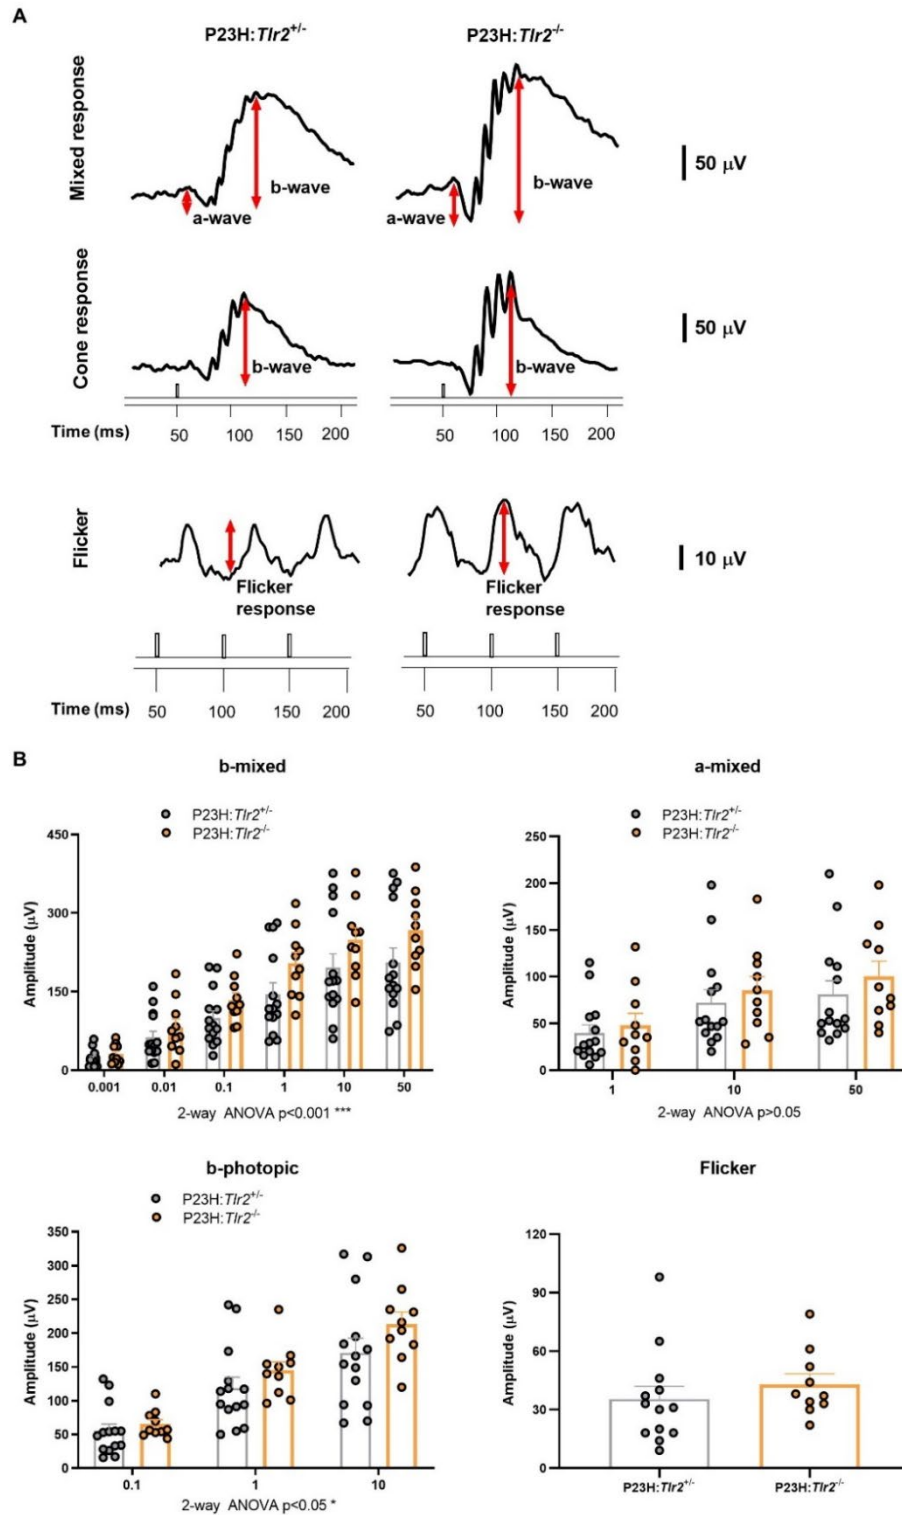 A
P23H:Tlr2+/- P23H:Tlr2-/-
Mixed response
a-wave b-wave a-wave b-wave
50 μV
Cone response
b-wave b-wave
50 μV
Time (ms) 50 100 150 200 50 100 150 200
Flicker
Flicker response Flicker response
10 μV
Time (ms) 50 100 150 200 50 100 150 200
B
b-mixed
P23H:Tlr2+/-
P23H:Tlr2-/-
Amplitude (μV)
450
300
150
0
0.001 0.01 0.1 1 10 50
2-way ANOVA p<0.001 ***
a-mixed
P23H:Tlr2+/-
P23H:Tlr2-/-
Amplitude (μV)
250
200
150
100
50
0
1 10 50
2-way ANOVA p>0.05
b-photopic
P23H:Tlr2+/-
P23H:Tlr2-/-
Amplitude (μV)
350
300
250
200
150
100
50
0
0.1 1 10
2-way ANOVA p<0.05 *
Flicker
Amplitude (μV)
120
90
60
30
0
P23H:Tlr2+/- P23H:Tlr2-/-